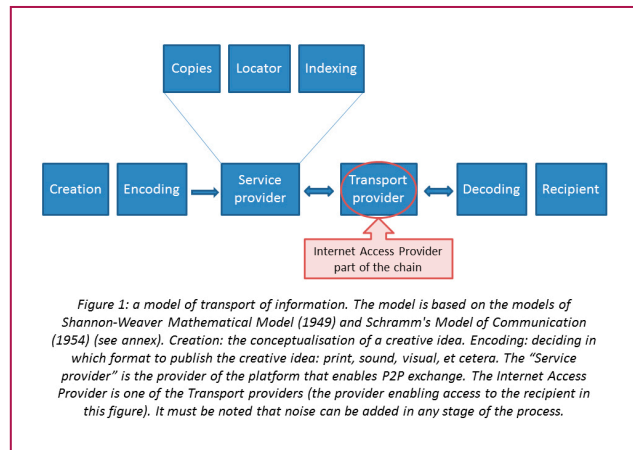 Copies Locator Indexing
Creation Encoding Service provider Transport provider Decoding Recipient
Internet Access Provider
part of the chain
Figure 1: a model of transport of information. The model is based on the models of
Shannon-Weaver Mathematical Model (1949) and Schramm's Model of Communication
(1954) (see annex). Creation: the conceptualisation of a creative idea. Encoding: deciding
in which format to publish the creative idea: print, sound, visual, et cetera. The “Service
provider” is the provider of the platform that enables P2P exchange. The Internet Access
Provider is one of the Transport providers (the provider enabling access to the recipient in
this figure). It must be noted that noise can be added in any stage of the process.